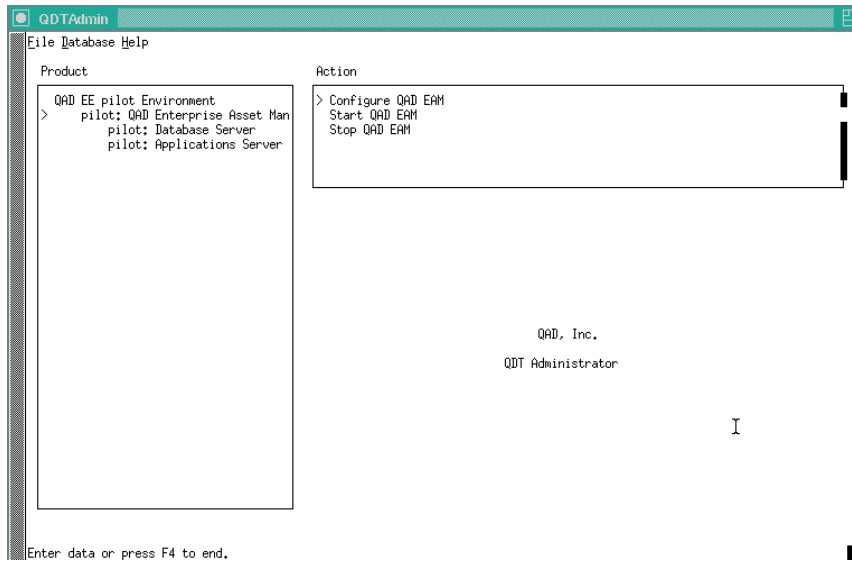 QDTAdmin
File Database Help
Product
QAD EE pilot Environment
> pilot: QAD Enterprise Asset Man
pilot: Database Server
pilot: Applications Server
Action
> Configure QAD EAM
Start QAD EAM
Stop QAD EAM
QAD, Inc.
QDT Administrator
Enter data or press F4 to end.